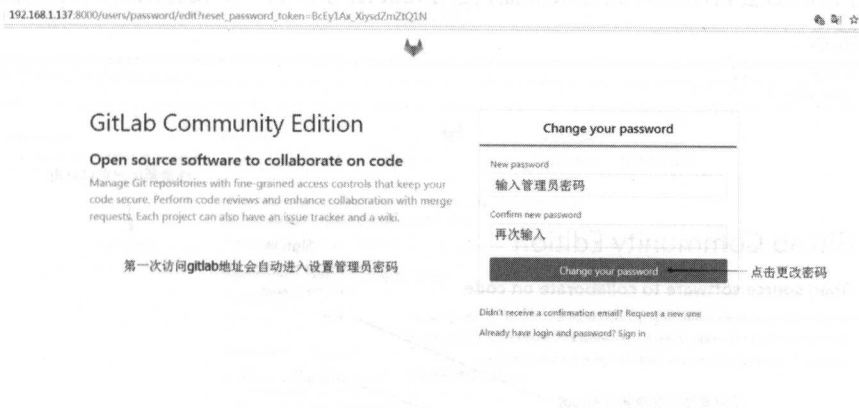 192.168.1.137:8000/users/password/edit?reset_password_token=BcEy1Ax_XiysdZmZtQ1N
GitLab Community Edition
Open source software to collaborate on code
Manage Git repositories with fine-grained access controls that keep your
code secure. Perform code reviews and enhance collaboration with merge
requests. Each project can also have an issue tracker and a wiki.
第一次访问gitlab地址会自动进入设置管理员密码
Change your password
New password
输入管理员密码
Confirm new password
再次输入
Change your password
点击更改密码
Didn't receive a confirmation email? Request a new one
Already have login and password? Sign in